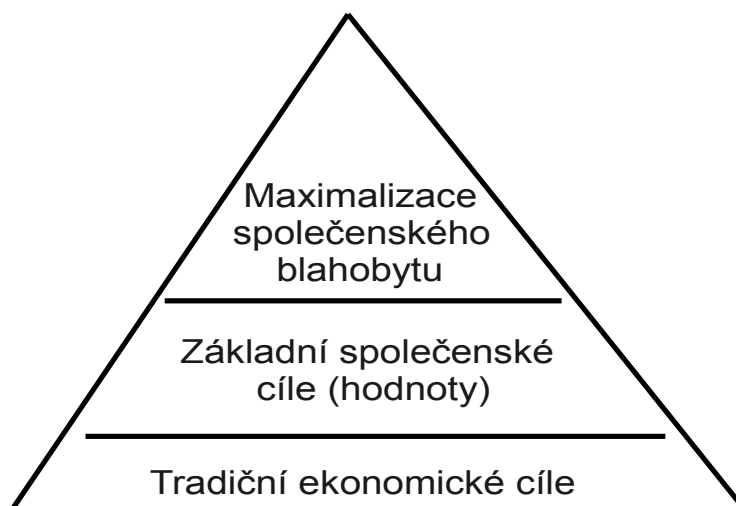 Maximalizace
společenského
blahobytu
Základní společenské
cíle (hodnoty)
Tradiční ekonomické cíle